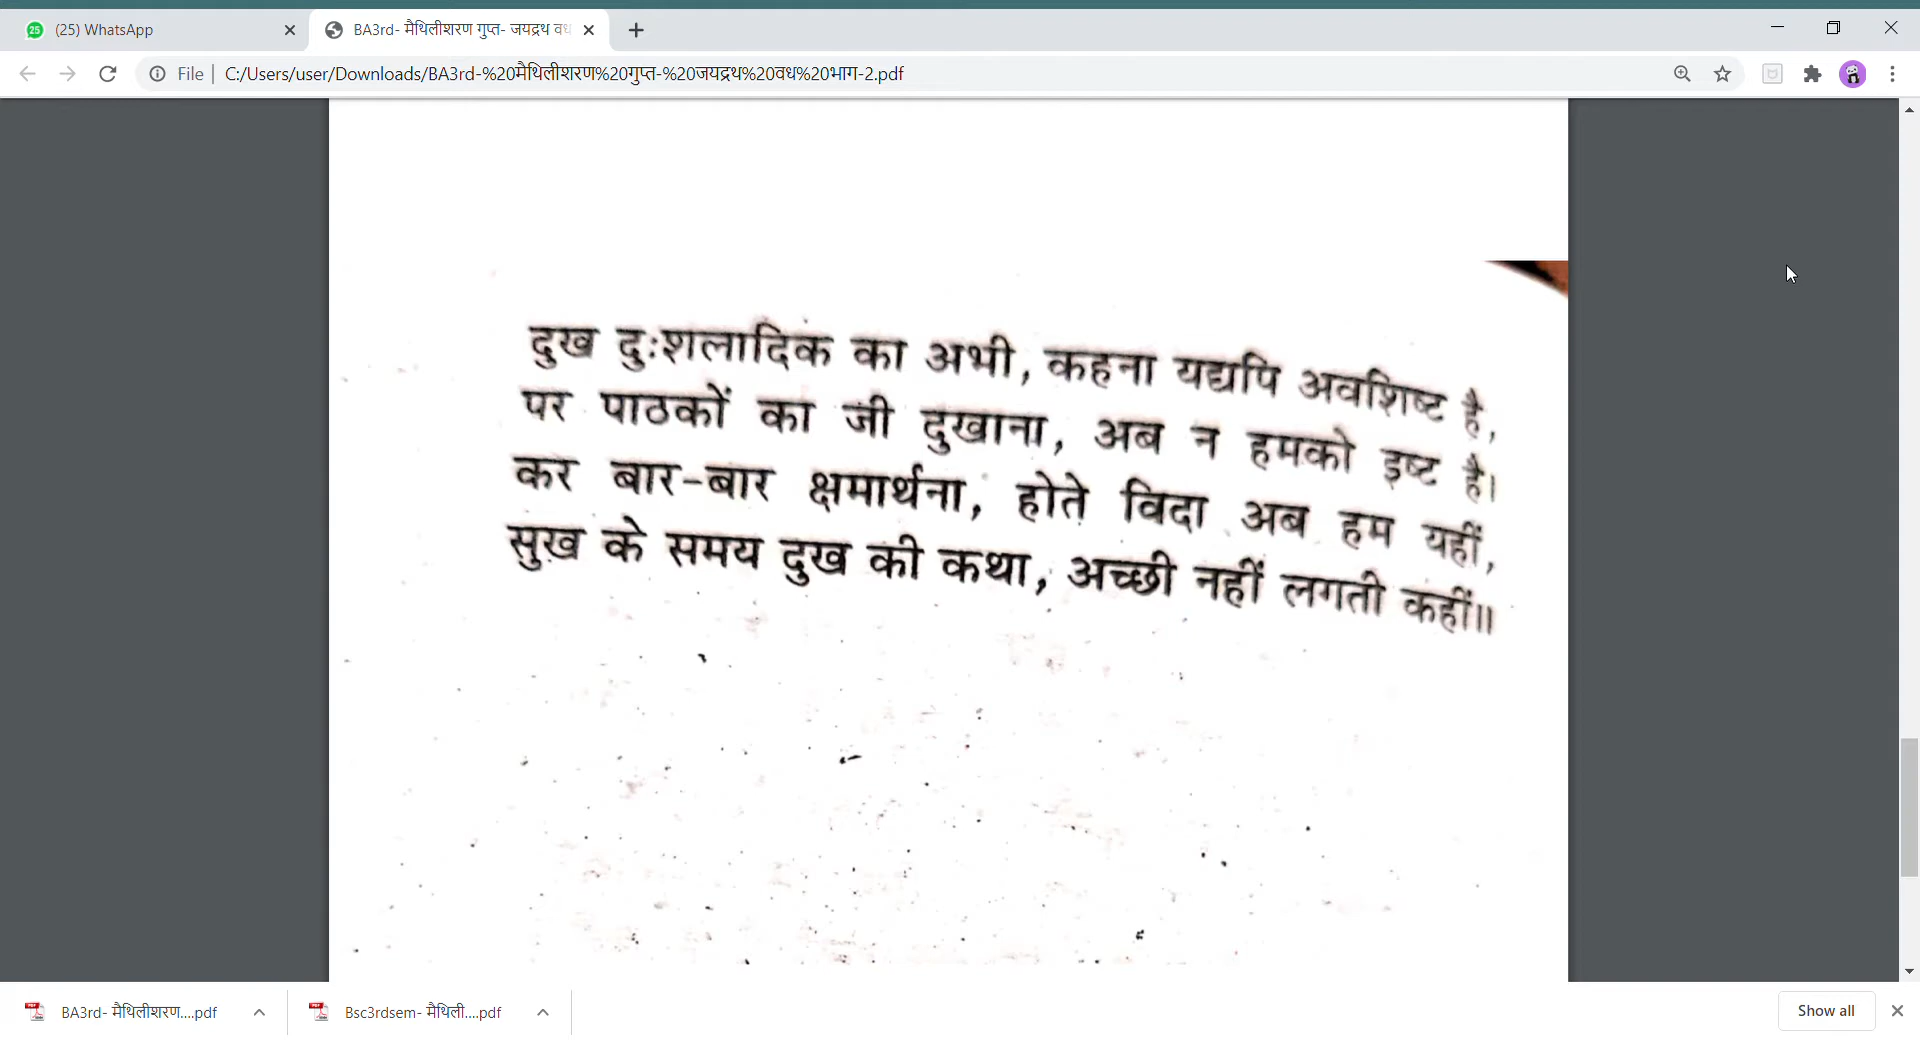 (25) WhatsApp
BA3rd- मैथिलीशरण गुप्त- जयद्रथ वध
File | C:/Users/user/Downloads/BA3rd-%20मैथिलीशरण%20गुप्त-%20जयद्रथ%20वध%20भाग-2.pdf
दुख दुःशलादिक का अभी, कहना यद्यपि अवशिष्ट है,
पर पाठकों का जी दुखाना, अब न हमको इष्ट है।
कर बार-बार क्षमार्थना, होते विदा अब हम यहीं,
सुख के समय दुख की कथा, अच्छी नहीं लगती कहीं॥
BA3rd- मैथिलीशरण....pdf
Bsc3rdsem- मैथिली....pdf
Show all